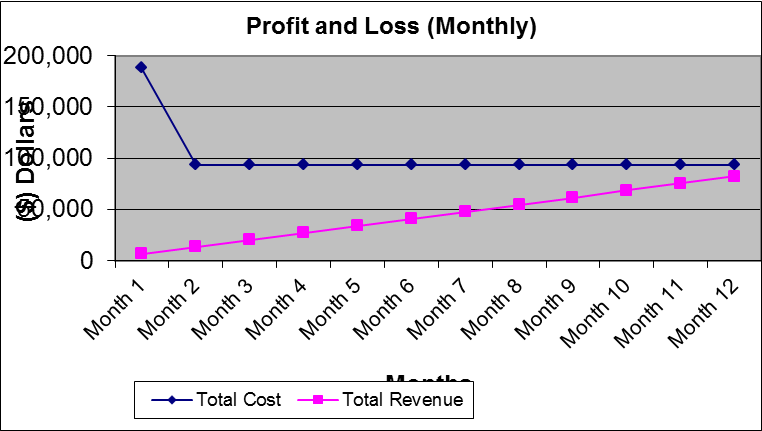 Profit and Loss (Monthly)
200,000
150,000
100,000
50,000
0
($) Dollars
Month 1
Month 2
Month 3
Month 4
Month 5
Month 6
Month 7
Month 8
Month 9
Month 10
Month 11
Month 12
Months
Total Cost
Total Revenue